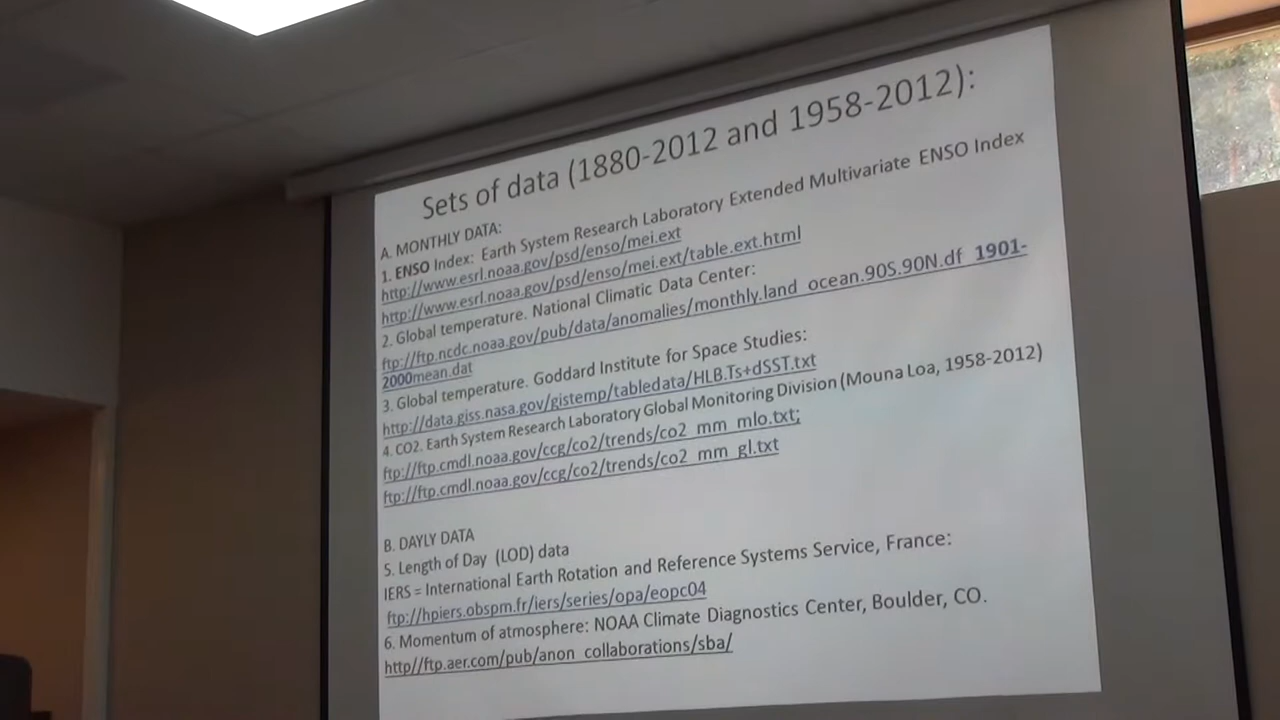 Sets of data (1880-2012 and 1958-2012):
A. MONTHLY DATA:
1. ENSO Index: Earth System Research Laboratory Extended Multivariate ENSO Index
http://www.esrl.noaa.gov/psd/enso/mei.ext
http://www.esrl.noaa.gov/psd/enso/mei.ext/table.ext.html
2. Global temperature. National Climatic Data Center:
ftp://ftp.ncdc.noaa.gov/pub/data/anomalies/monthly.land_ocean.90S.90N.df_1901-
2000mean.dat
3. Global temperature. Goddard Institute for Space Studies:
http://data.giss.nasa.gov/gistemp/tabledata/HLB.Ts+dSST.txt
4. CO2. Earth System Research Laboratory Global Monitoring Division (Mouna Loa, 1958-2012)
ftp://ftp.cmdl.noaa.gov/ccg/co2/trends/co2_mm_mlo.txt;
ftp://ftp.cmdl.noaa.gov/ccg/co2/trends/co2_mm_gl.txt
B. DAYLY DATA
5. Length of Day (LOD) data
IERS = International Earth Rotation and Reference Systems Service, France:
ftp://hpiers.obspm.fr/iers/series/opa/eopc04
6. Momentum of atmosphere: NOAA Climate Diagnostics Center, Boulder, CO.
http//ftp.aer.com/pub/anon_collaborations/sba/